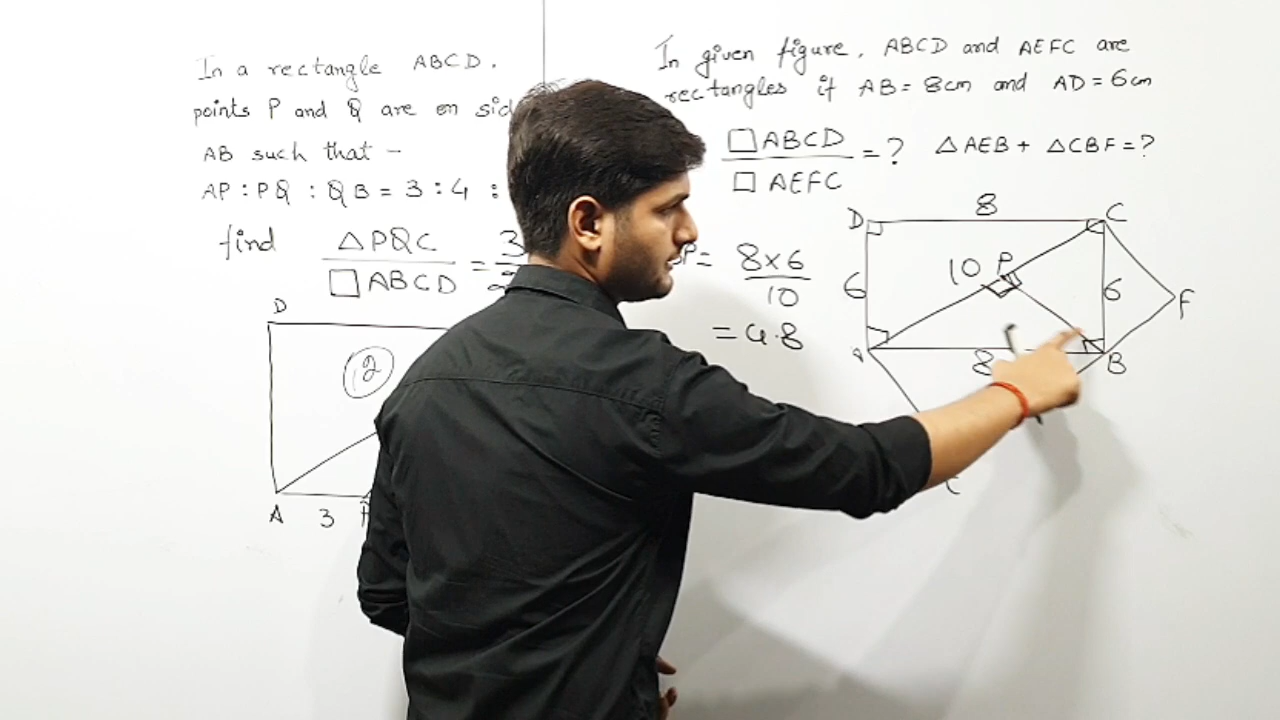 In a rectangle ABCD.
points P and Q are on sid
AB such that -
AP : PQ : QB = 3 : 4 :
find △PQC / □ABCD = 3
D
12
A 3
In given figure, ABCD and AEFC are
rectangles if AB = 8cm and AD = 6cm
□ABCD / □AEFC = ? △AEB + △CBF = ?
P = 8×6 / 10
= 4.8
D 8 C
10 P
6 6 F
8 B